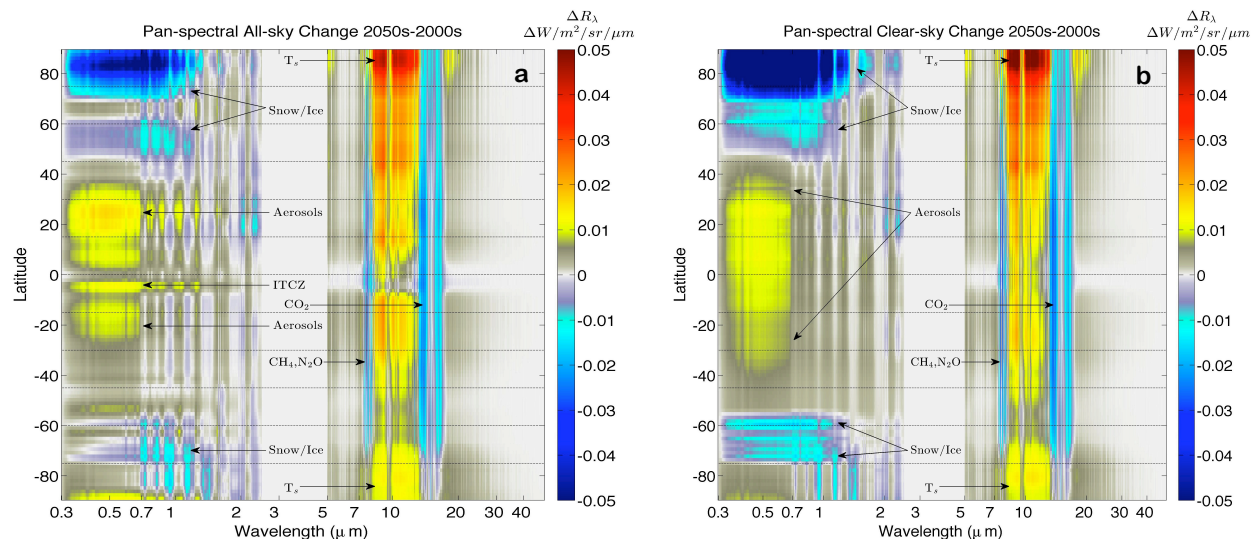 Pan-spectral All-sky Change 2050s-2000s
ΔR_λ
ΔW/m²/sr/μm
a
Latitude
80
60
40
20
0
-20
-40
-60
-80
T_s
Snow/Ice
Aerosols
ITCZ
CO₂
Aerosols
CH₄,N₂O
Snow/Ice
T_s
0.3 0.5 0.7 1 2 5 7 10 20 30 40
Wavelength (μ m)
0.05
0.04
0.03
0.02
0.01
0
-0.01
-0.02
-0.03
-0.04
-0.05
Pan-spectral Clear-sky Change 2050s-2000s
ΔR_λ
ΔW/m²/sr/μm
b
Latitude
80
60
40
20
0
-20
-40
-60
-80
T_s
Snow/Ice
Aerosols
CO₂
CH₄,N₂O
Snow/Ice
T_s
0.3 0.5 0.7 1 2 5 7 10 20 30 40
Wavelength (μ m)
0.05
0.04
0.03
0.02
0.01
0
-0.01
-0.02
-0.03
-0.04
-0.05